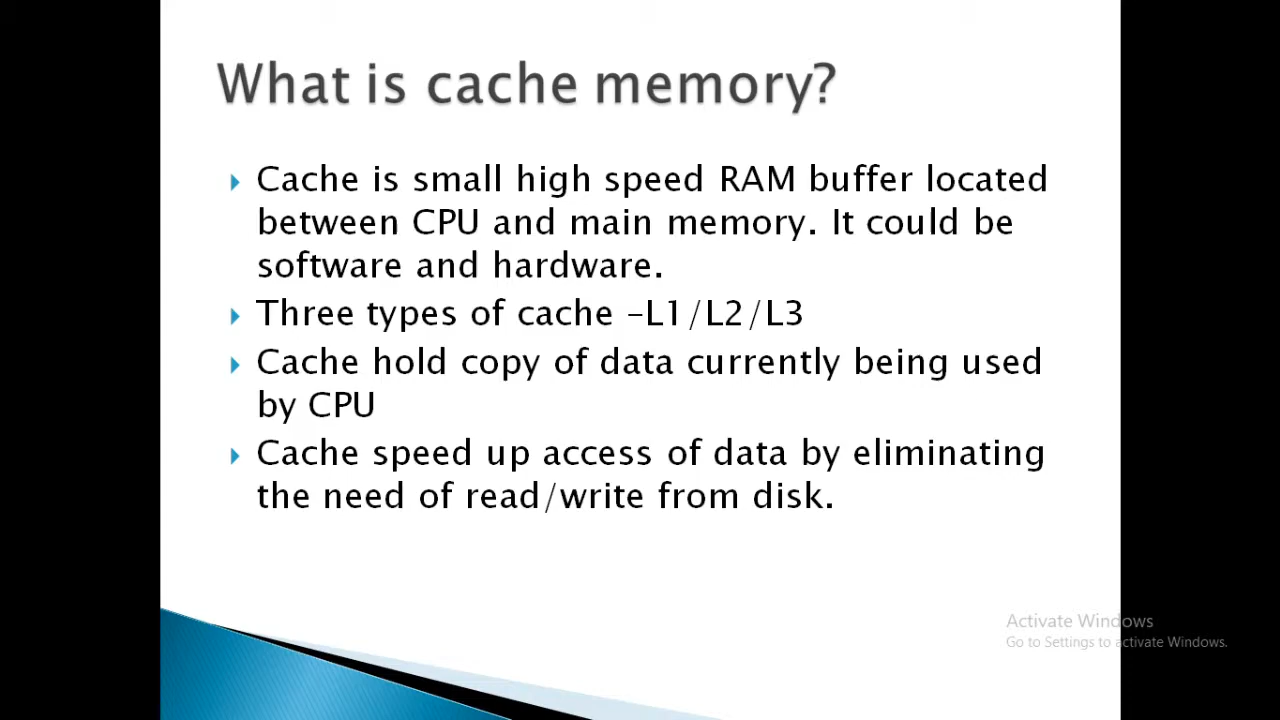 What is cache memory?
Cache is small high speed RAM buffer located
between CPU and main memory. It could be
software and hardware.
Three types of cache -L1/L2/L3
Cache hold copy of data currently being used
by CPU
Cache speed up access of data by eliminating
the need of read/write from disk.
Activate Windows
Go to Settings to activate Windows.